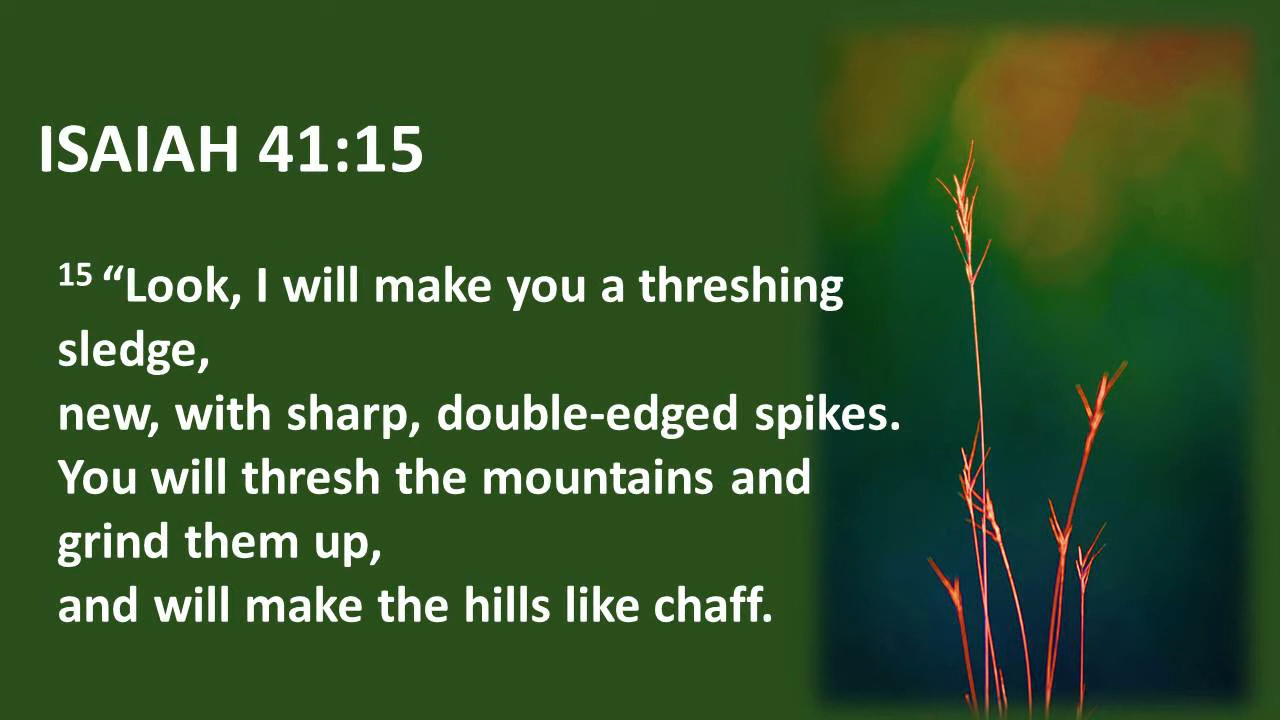 ISAIAH 41:15
15 “Look, I will make you a threshing
sledge,
new, with sharp, double-edged spikes.
You will thresh the mountains and
grind them up,
and will make the hills like chaff.